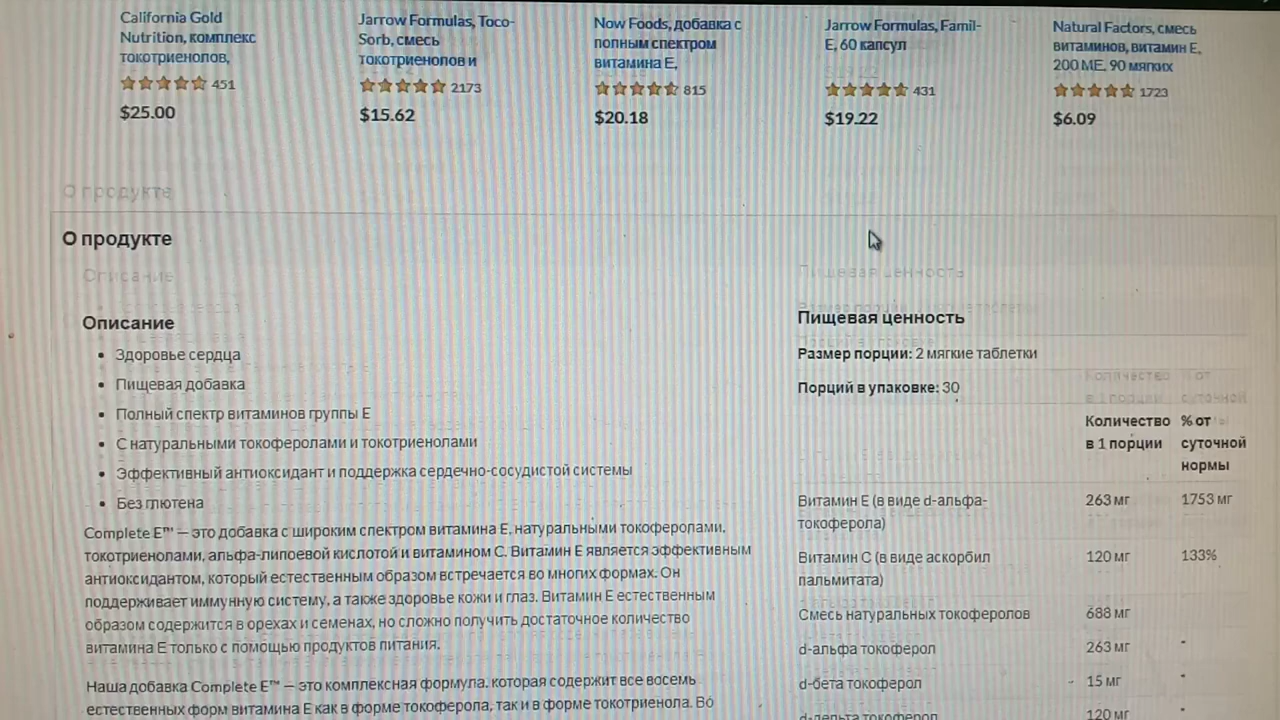 California Gold
Nutrition, комплекс
токотриенолов,
451
$25.00
Jarrow Formulas, Toco-
Sorb, смесь
токотриенолов и
2173
$15.62
Now Foods, добавка с
полным спектром
витамина Е,
815
$20.18
Jarrow Formulas, Famil-
E, 60 капсул
431
$19.22
Natural Factors, смесь
витаминов, витамин Е,
200 МЕ, 90 мягких
1723
$6.09
О продукте
Описание
• Здоровье сердца
• Пищевая добавка
• Полный спектр витаминов группы Е
• С натуральными токоферолами и токотриенолами
• Эффективный антиоксидант и поддержка сердечно-сосудистой системы
• Без глютена
Complete E™ — это добавка с широким спектром витамина Е, натуральными токоферолами,
токотриенолами, альфа-липоевой кислотой и витамином С. Витамин Е является эффективным
антиоксидантом, который естественным образом встречается во многих формах. Он
поддерживает иммунную систему, а также здоровье кожи и глаз. Витамин Е естественным
образом содержится в орехах и семенах, но сложно получить достаточное количество
витамина Е только с помощью продуктов питания.
Наша добавка Complete E™ — это комплексная формула, которая содержит все восемь
естественных форм витамина Е как в форме токоферола, так и в форме токотриенола. Во
Пищевая ценность
Размер порции: 2 мягкие таблетки
Порций в упаковке: 30
Количество % от
в 1 порции суточной
нормы
Витамин Е (в виде d-альфа- 263 мг 1753 мг
токоферола)
Витамин С (в виде аскорбил 120 мг 133%
пальмитата)
Смесь натуральных токоферолов 688 мг
d-альфа токоферол 263 мг *
d-бета токоферол 15 мг *
d-дельта токоферол 120 мг *